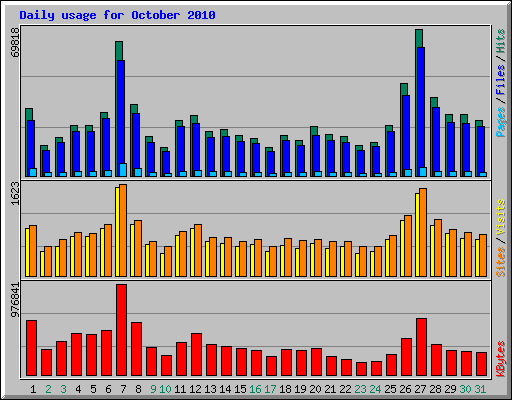 Daily usage for October 2010
69818
1623
976841
Pages / Files / Hits
Sites / Visits
KBytes
1 2 3 4 5 6 7 8 9 10 11 12 13 14 15 16 17 18 19 20 21 22 23 24 25 26 27 28 29 30 31